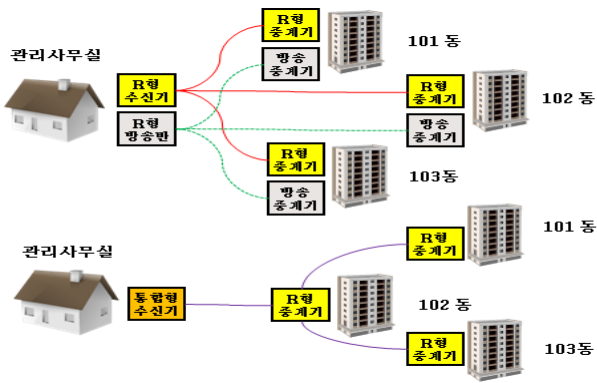 관리사무실
R형
수신기
R형
방송반
R형
중계기
방송
중계기
101 동
R형
중계기
방송
중계기
102 동
R형
중계기
방송
중계기
103동
관리사무실
통합형
수신기
R형
중계기
102 동
R형
중계기
101 동
R형
중계기
103동